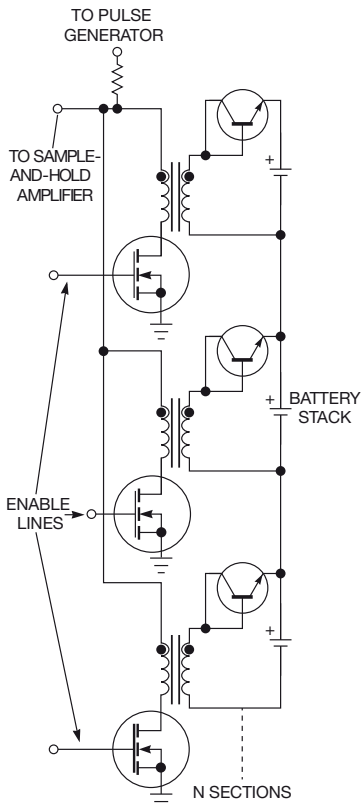 TO PULSE
GENERATOR
TO SAMPLE-
AND-HOLD
AMPLIFIER
+
+
BATTERY
STACK
ENABLE
LINES
+
N SECTIONS